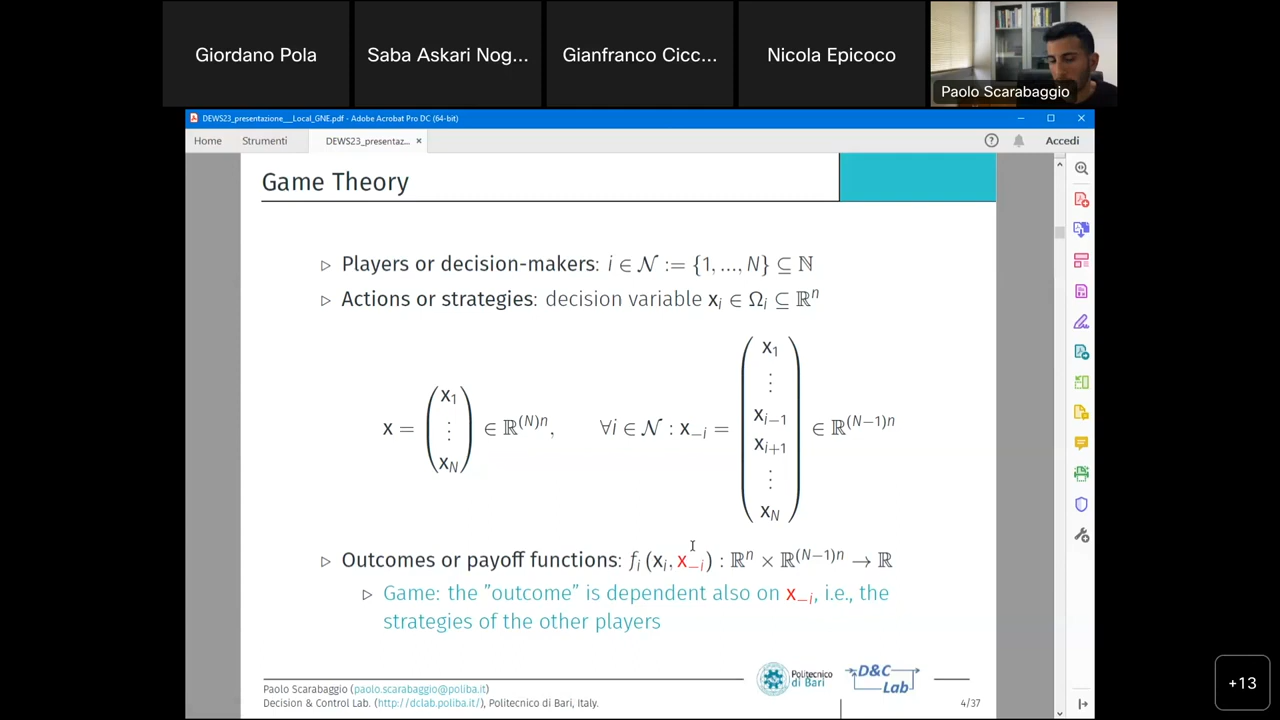 Giordano Pola
Saba Askari Nog...
Gianfranco Cicc...
Nicola Epicoco
Paolo Scarabaggio
DEWS23_presentazione__Local_GNE.pdf - Adobe Acrobat Pro DC (64-bit)
Home Strumenti DEWS23_presentaz... × Accedi
Game Theory
▷ Players or decision-makers: i ∈ 𝒩 := {1, ..., N} ⊆ ℕ
▷ Actions or strategies: decision variable xᵢ ∈ Ωᵢ ⊆ ℝⁿ
x = (x₁ ⋮ x_N) ∈ ℝ^{(N)n}, ∀i ∈ 𝒩 : x₋ᵢ = (x₁ ⋮ xᵢ₋₁ xᵢ₊₁ ⋮ x_N) ∈ ℝ^{(N−1)n}
▷ Outcomes or payoff functions: fᵢ (xᵢ, x₋ᵢ) : ℝⁿ × ℝ^{(N−1)n} → ℝ
▷ Game: the ”outcome” is dependent also on x₋ᵢ, i.e., the
strategies of the other players
Politecnico
di Bari
D&C
Lab
Paolo Scarabaggio (paolo.scarabaggio@poliba.it)
Decision & Control Lab. (http://dclab.poliba.it/), Politecnico di Bari, Italy.
4/37
+13